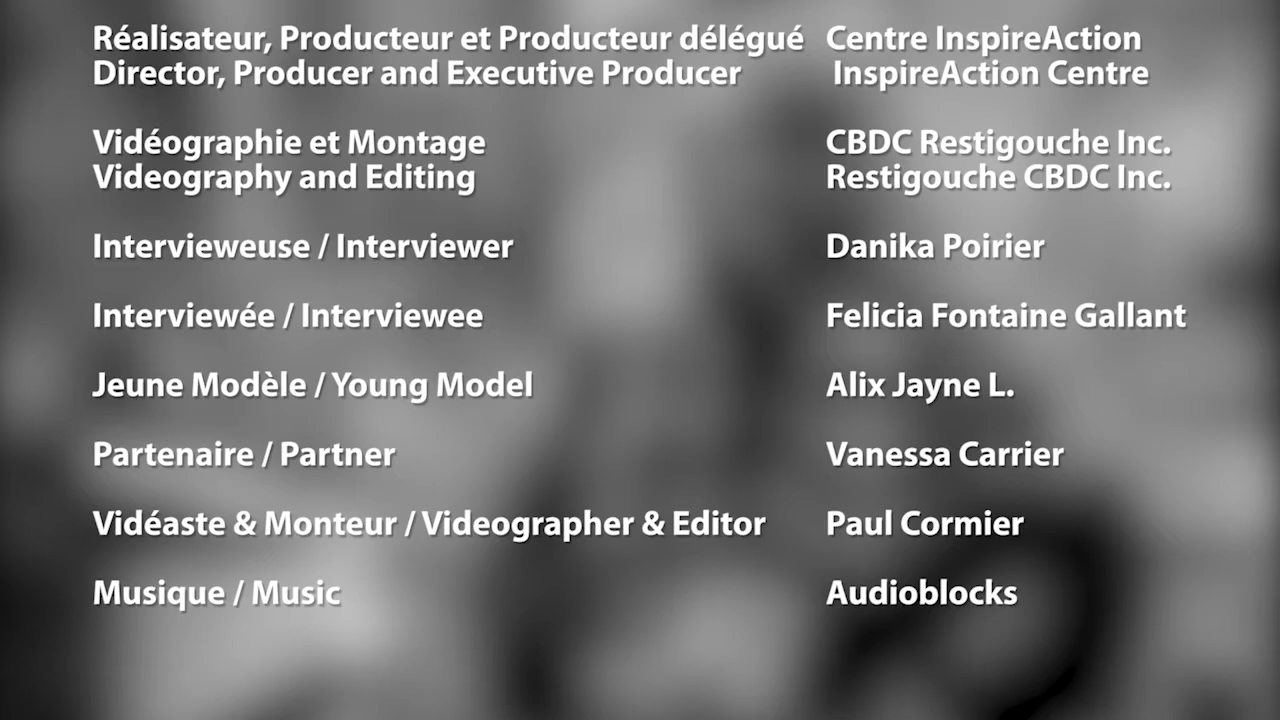 Réalisateur, Producteur et Producteur délégué Centre InspireAction
Director, Producer and Executive Producer InspireAction Centre
Vidéographie et Montage CBDC Restigouche Inc.
Videography and Editing Restigouche CBDC Inc.
Intervieweuse / Interviewer Danika Poirier
Interviewée / Interviewee Felicia Fontaine Gallant
Jeune Modèle / Young Model Alix Jayne L.
Partenaire / Partner Vanessa Carrier
Vidéaste & Monteur / Videographer & Editor Paul Cormier
Musique / Music Audioblocks